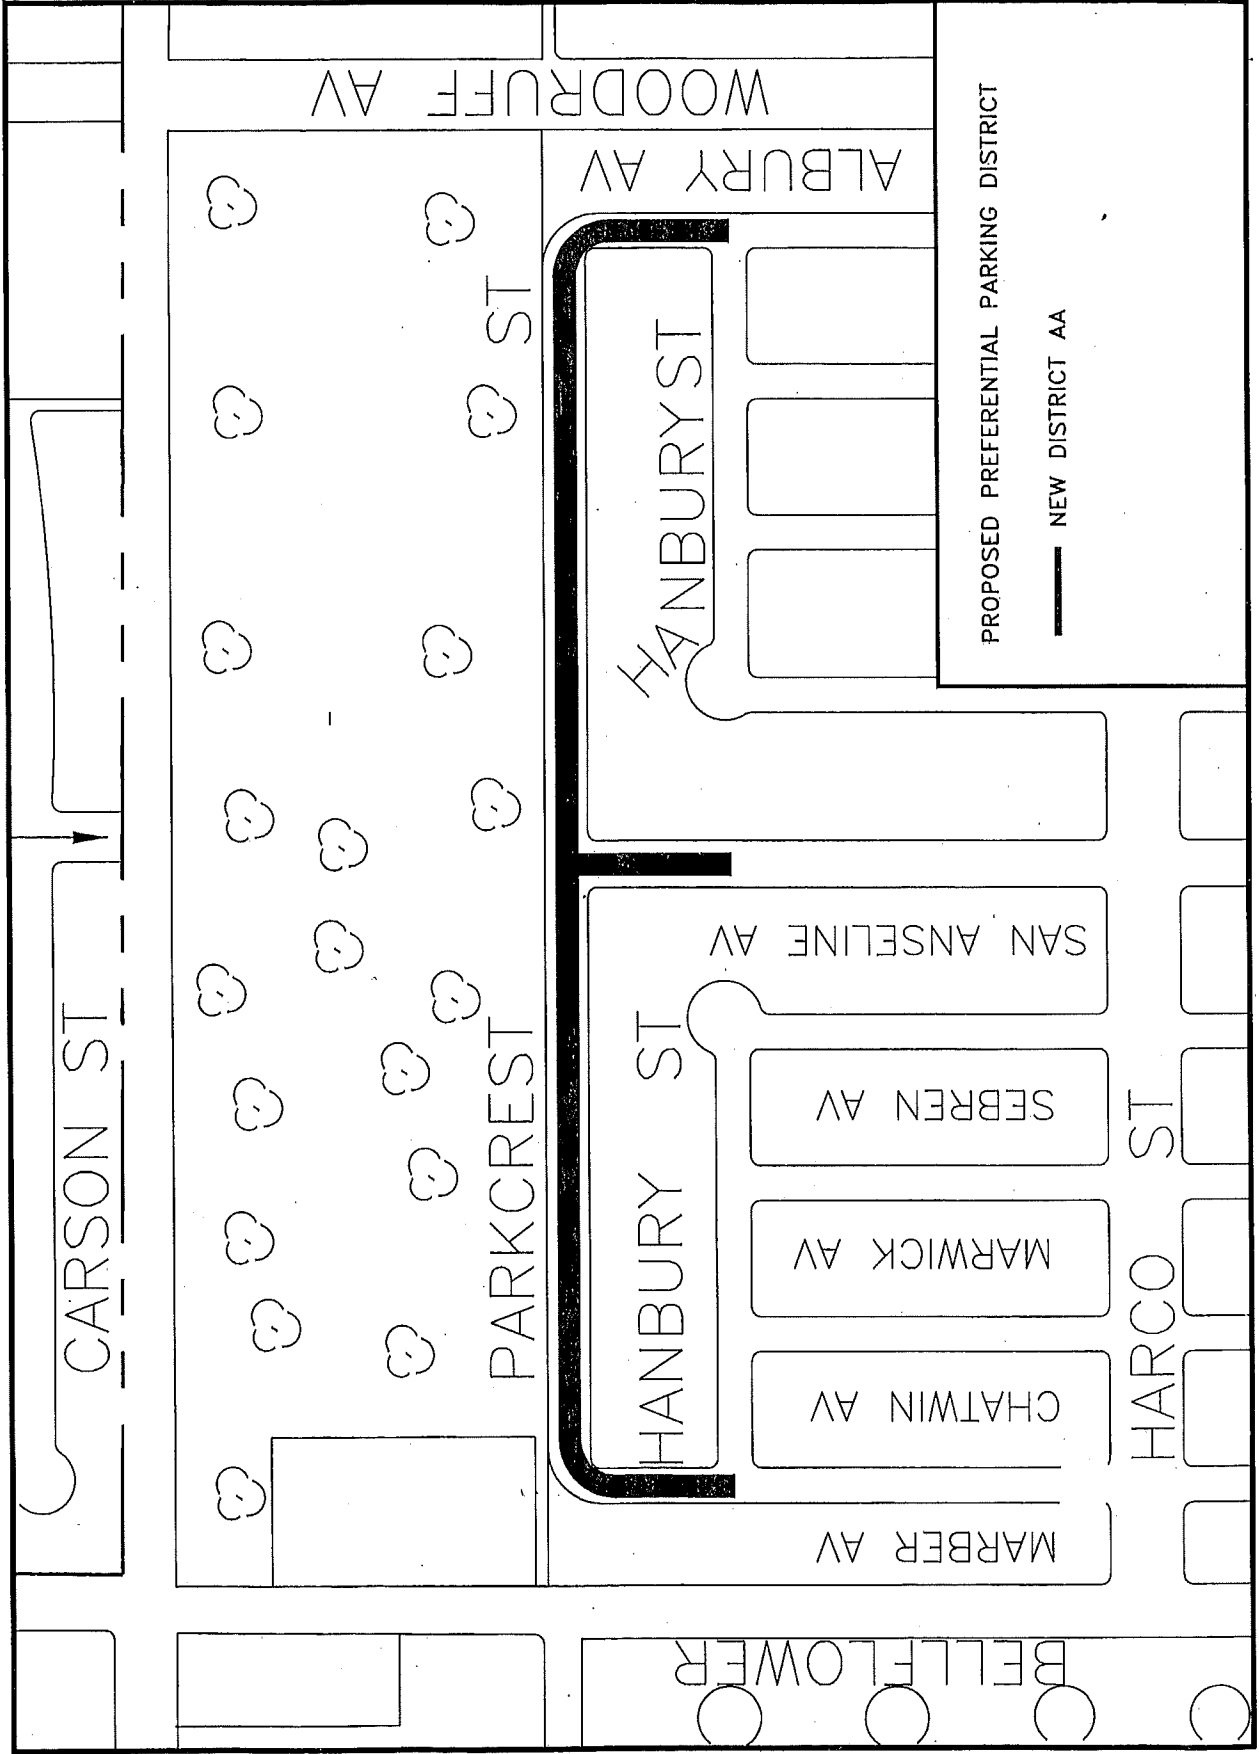 CARSON ST
PARKCREST ST
HANBURY ST
HANBURY ST
HARCO ST
BELLFLOWER
MARBER AV
CHATWIN AV
MARWICK AV
SEBREN AV
SAN ANSELINE AV
ALBURY AV
WOODRUFF AV
PROPOSED PREFERENTIAL PARKING DISTRICT
NEW DISTRICT AA